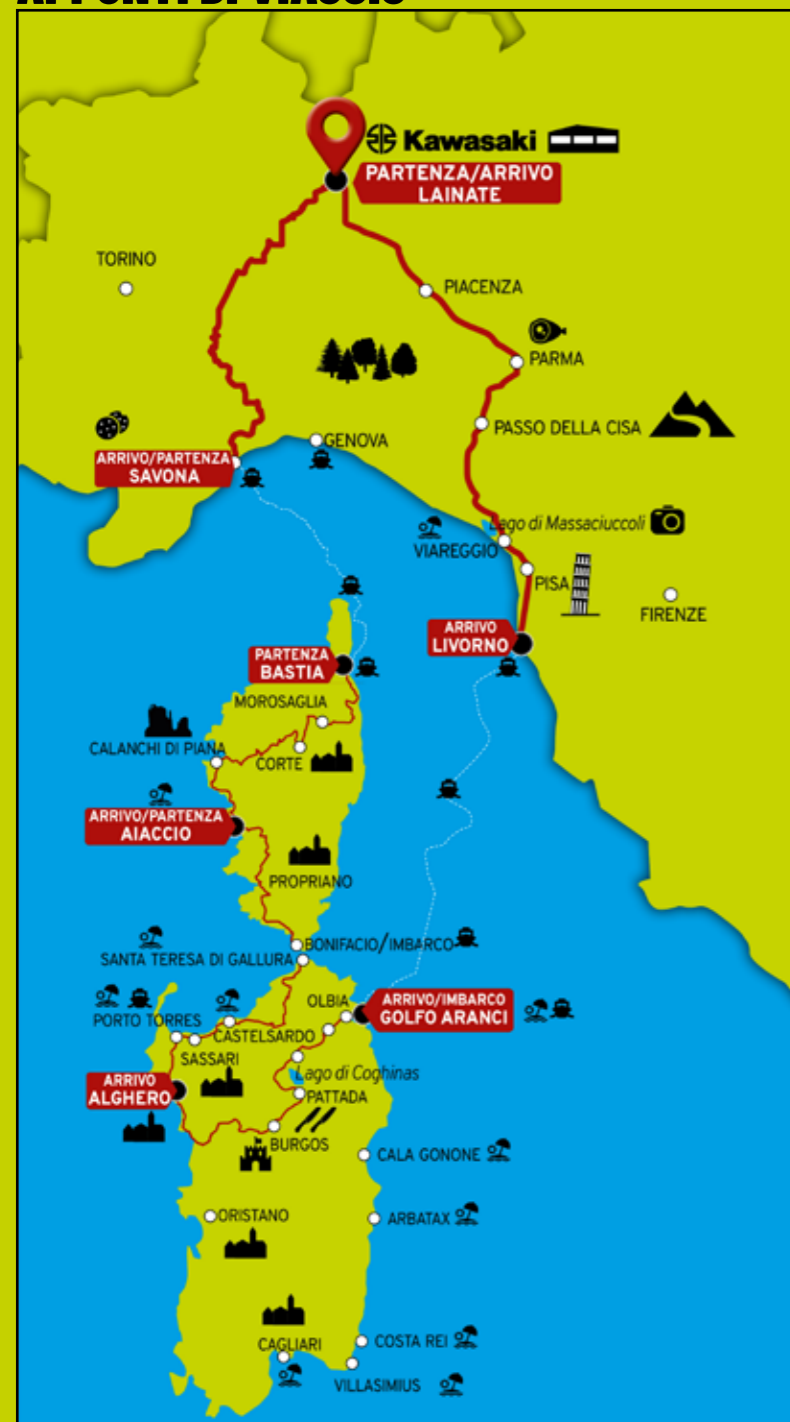 APPUNTI DI VIAGGIO
Kawasaki
PARTENZA/ARRIVO
LAINATE
TORINO
PIACENZA
PARMA
PASSO DELLA CISA
GENOVA
ARRIVO/PARTENZA
SAVONA
Lago di Massaciuccoli
VIAREGGIO
PISA
FIRENZE
ARRIVO
LIVORNO
PARTENZA
BASTIA
MOROSAGLIA
CALANCHI DI PIANA
CORTE
ARRIVO/PARTENZA
AIACCIO
PROPRIANO
BONIFACIO/IMBARCO
SANTA TERESA DI GALLURA
OLBIA
ARRIVO/IMBARCO
GOLFO ARANCI
PORTO TORRES
CASTELSARDO
SASSARI
Lago di Coghinas
ARRIVO
ALGHERO
PATTADA
BURGOS
CALA GONONE
ORISTANO
ARBATAX
CAGLIARI
COSTA REI
VILLASIMIUS